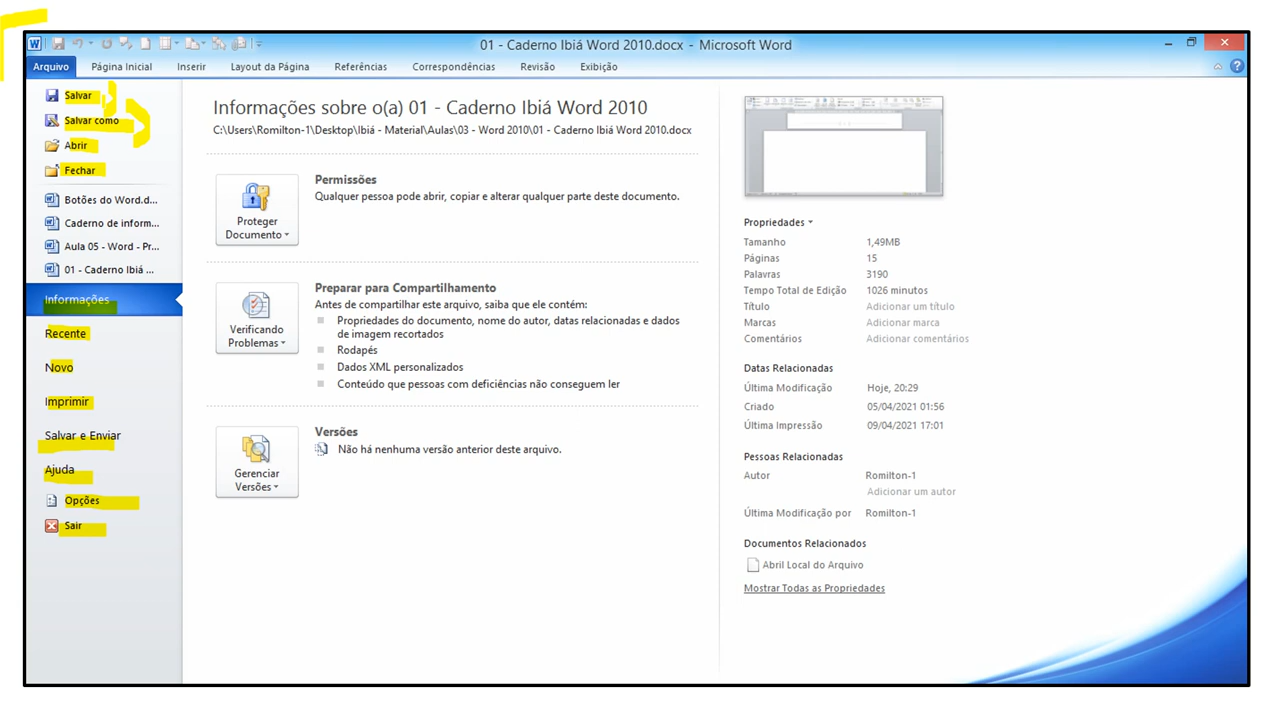 01 - Caderno Ibiá Word 2010.docx - Microsoft Word
Arquivo Página Inicial Inserir Layout da Página Referências Correspondências Revisão Exibição
Salvar
Salvar como
Abrir
Fechar
Botões do Word.d...
Caderno de inform...
Aula 05 - Word - Pr...
01 - Caderno Ibiá ...
Informações
Recente
Novo
Imprimir
Salvar e Enviar
Ajuda
Opções
Sair
Informações sobre o(a) 01 - Caderno Ibiá Word 2010
C:\Users\Romilton-1\Desktop\Ibiá - Material\Aulas\03 - Word 2010\01 - Caderno Ibiá Word 2010.docx
Proteger
Documento
Permissões
Qualquer pessoa pode abrir, copiar e alterar qualquer parte deste documento.
Verificando
Problemas
Preparar para Compartilhamento
Antes de compartilhar este arquivo, saiba que ele contém:
Propriedades do documento, nome do autor, datas relacionadas e dados
de imagem recortados
Rodapés
Dados XML personalizados
Conteúdo que pessoas com deficiências não conseguem ler
Gerenciar
Versões
Versões
Não há nenhuma versão anterior deste arquivo.
Propriedades
Tamanho 1,49MB
Páginas 15
Palavras 3190
Tempo Total de Edição 1026 minutos
Título Adicionar um título
Marcas Adicionar marca
Comentários Adicionar comentários
Datas Relacionadas
Última Modificação Hoje, 20:29
Criado 05/04/2021 01:56
Última Impressão 09/04/2021 17:01
Pessoas Relacionadas
Autor Romilton-1
Adicionar um autor
Última Modificação por Romilton-1
Documentos Relacionados
Abril Local do Arquivo
Mostrar Todas as Propriedades